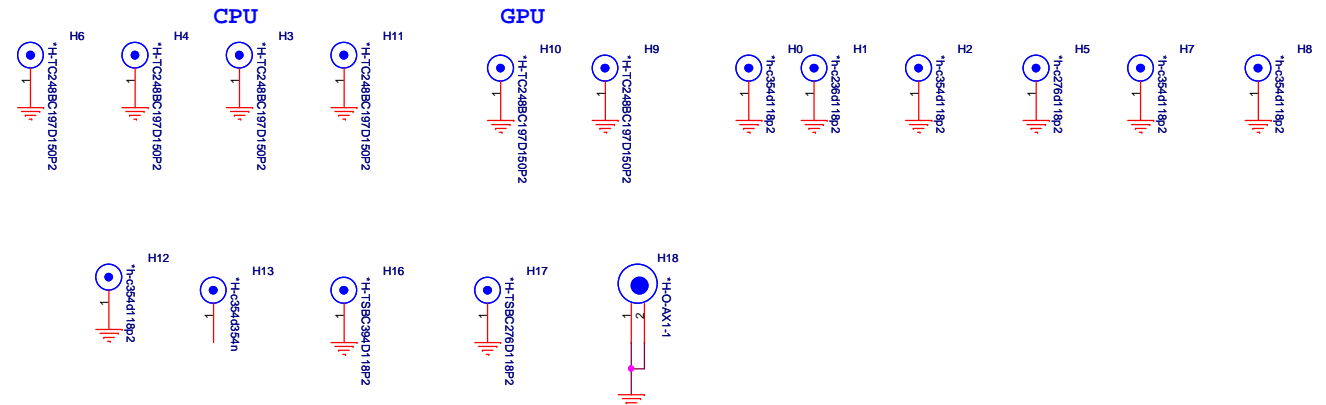 CPU
GPU
H6
*H-TC248BC197D150P2
1
H4
*H-TC248BC197D150P2
1
H3
*H-TC248BC197D150P2
1
H11
*H-TC248BC197D150P2
1
H10
*H-TC248BC197D150P2
1
H9
*H-TC248BC197D150P2
1
H0
*h-c354d118p2
1
H1
*h-c236d118p2
1
H2
*h-c354d118p2
1
H5
*h-c276d118p2
1
H7
*h-c354d118p2
1
H8
*h-c354d118p2
1
H12
*h-c354d118p2
1
H13
*H-c354d354n
1
H16
*H-TSBC394D118P2
1
H17
*H-TSBC276D118P2
1
H18
*H-O-AX1-1
1
2